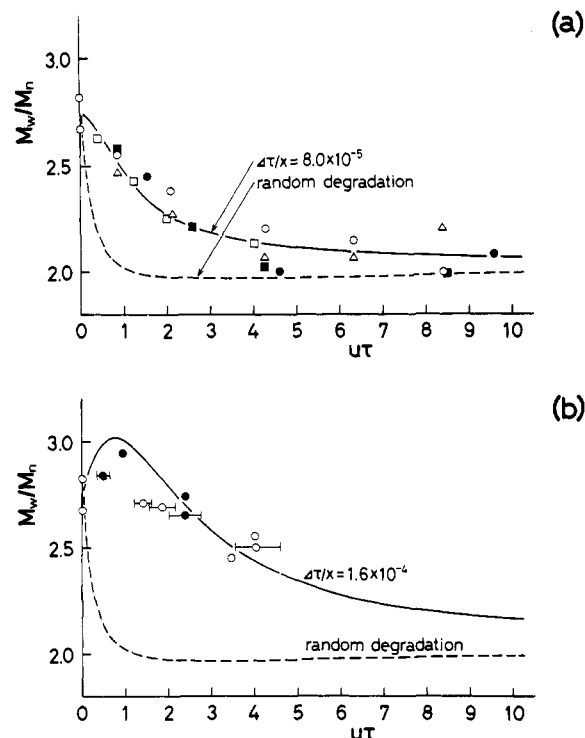 (a)
3.0
2.5
2.0
Mw/Mn
Δτ/x = 8.0×10⁻⁵
random degradation
0 1 2 3 4 5 6 7 8 9 10
uτ
(b)
3.0
2.5
2.0
Mw/Mn
Δτ/x = 1.6×10⁻⁴
random degradation
0 1 2 3 4 5 6 7 8 9 10
uτ